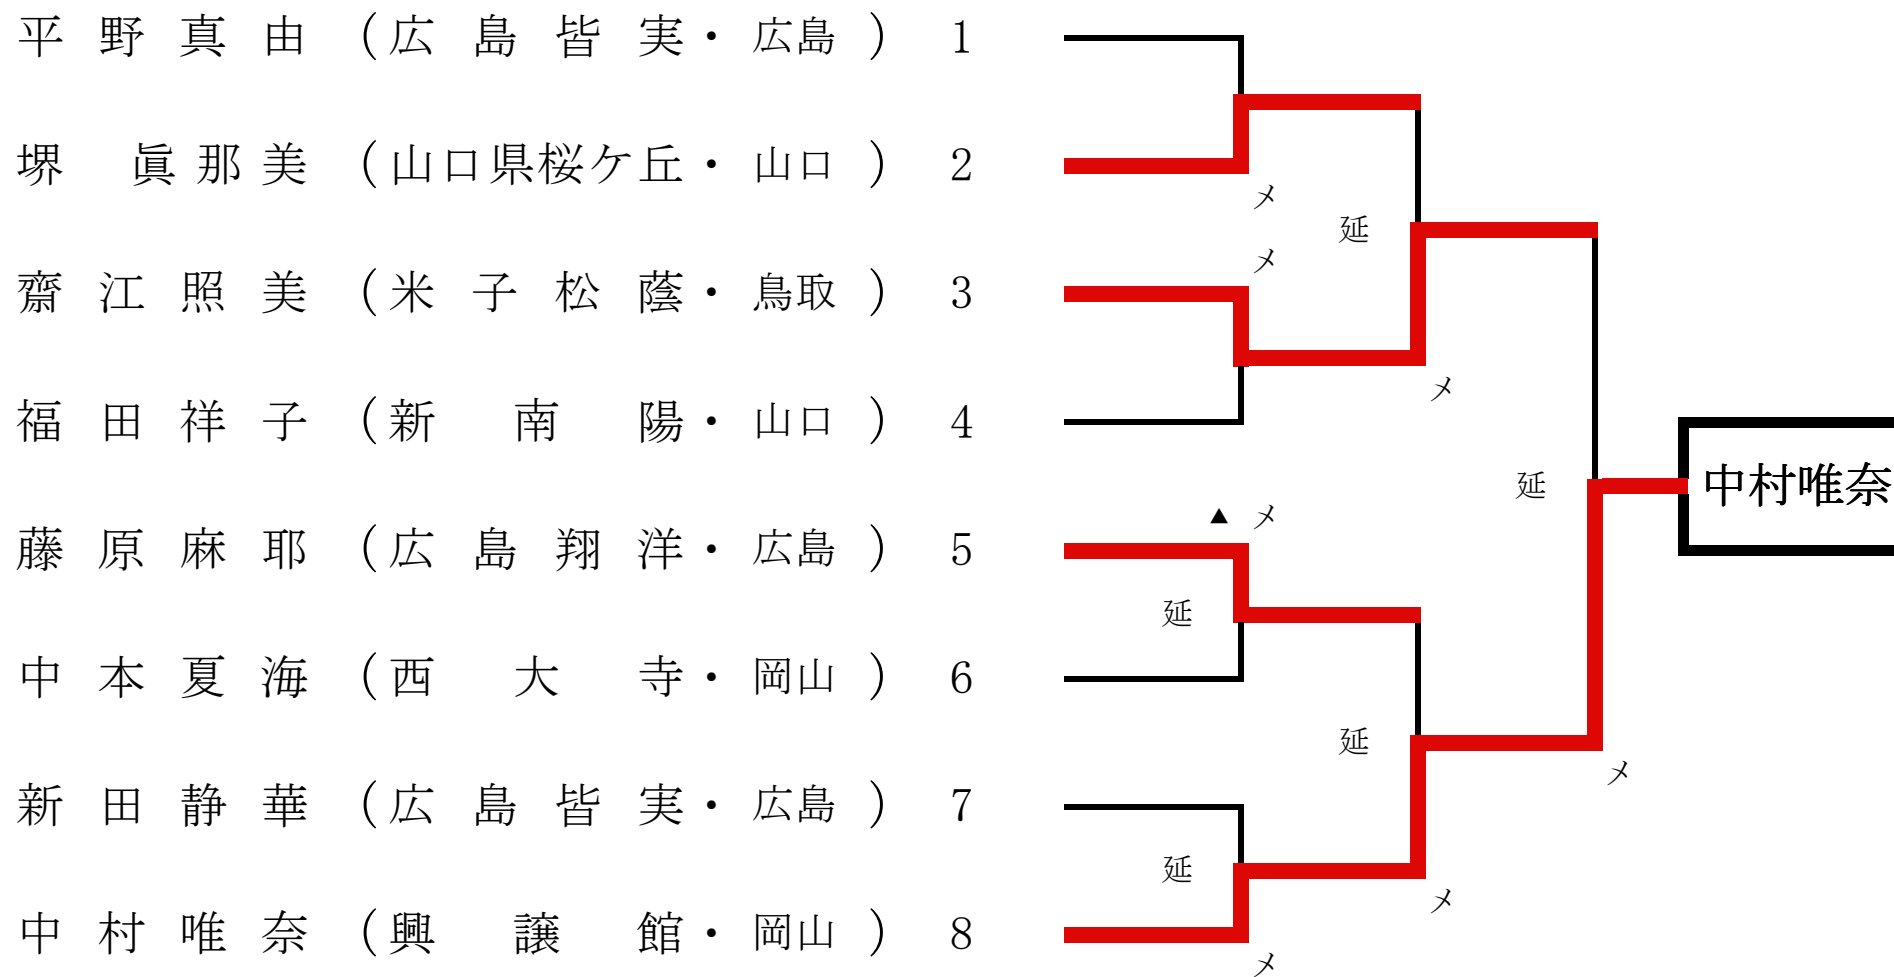 平野真由（広島皆実・広島） 1
堺 眞那美（山口県桜ケ丘・山口） 2
メ
延
メ
齋江照美（米子松蔭・鳥取） 3
メ
福田祥子（新南陽・山口） 4
延
中村唯奈
▲ メ
藤原麻耶（広島翔洋・広島） 5
延
中本夏海（西大寺・岡山） 6
延
メ
新田静華（広島皆実・広島） 7
延
メ
中村唯奈（興譲館・岡山） 8
メ